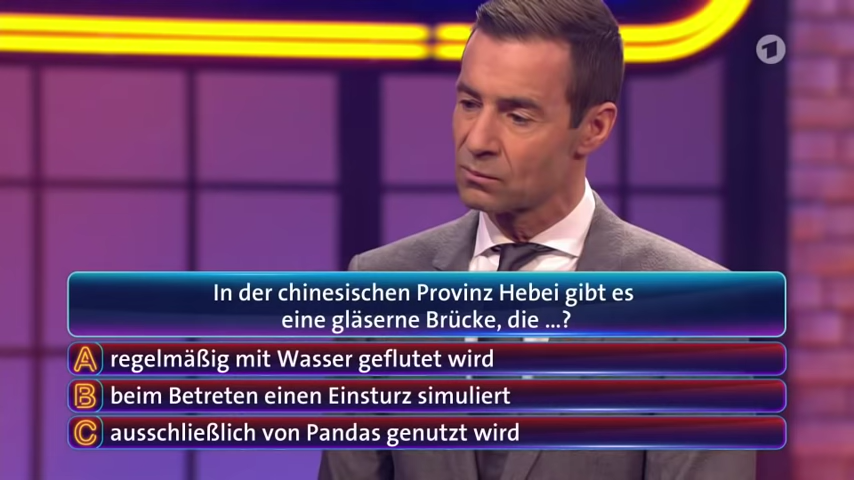 1
In der chinesischen Provinz Hebei gibt es
eine gläserne Brücke, die ...?
A regelmäßig mit Wasser geflutet wird
B beim Betreten einen Einsturz simuliert
C ausschließlich von Pandas genutzt wird